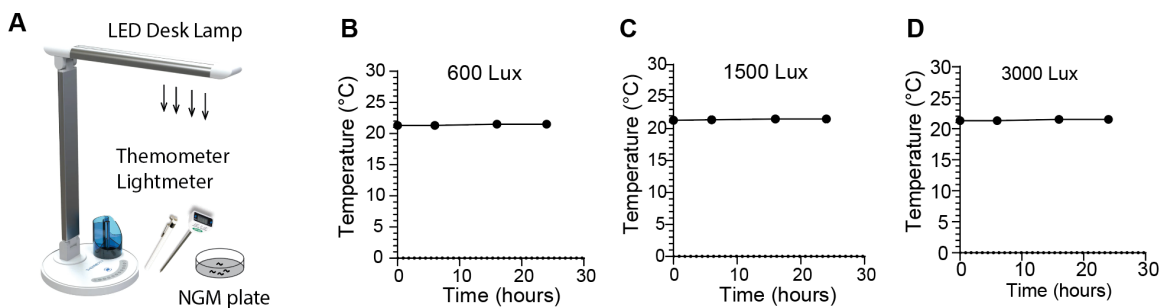 A
LED Desk Lamp
Themometer
Lightmeter
NGM plate
B
600 Lux
Temperature (°C)
30
25
20
15
10
5
0
0 10 20 30
Time (hours)
C
1500 Lux
Temperature (°C)
30
25
20
15
10
5
0
0 10 20 30
Time (hours)
D
3000 Lux
Temperature (°C)
30
25
20
15
10
5
0
0 10 20 30
Time (hours)